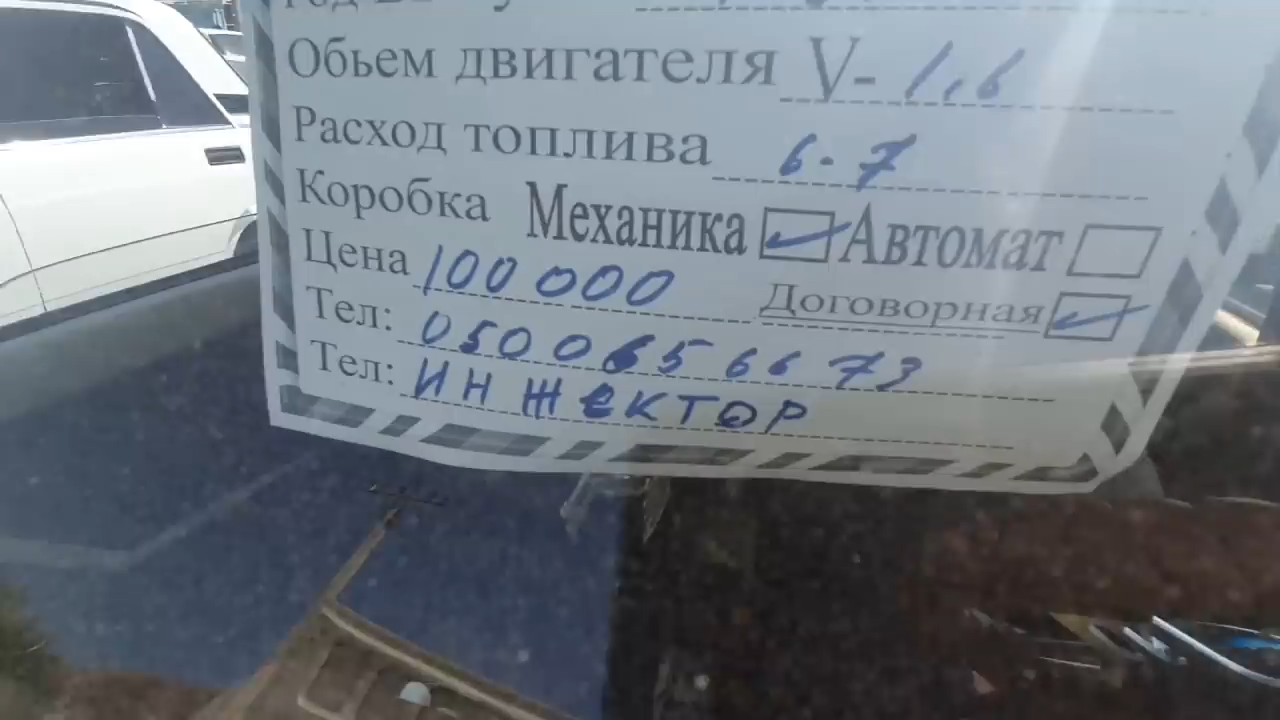 Обьем двигателя V- 1,6
Расход топлива 6-7
Коробка Механика Автомат
Цена 100 000 Договорная
Тел: 0500656673
Тел: ИНЖЕКТОР